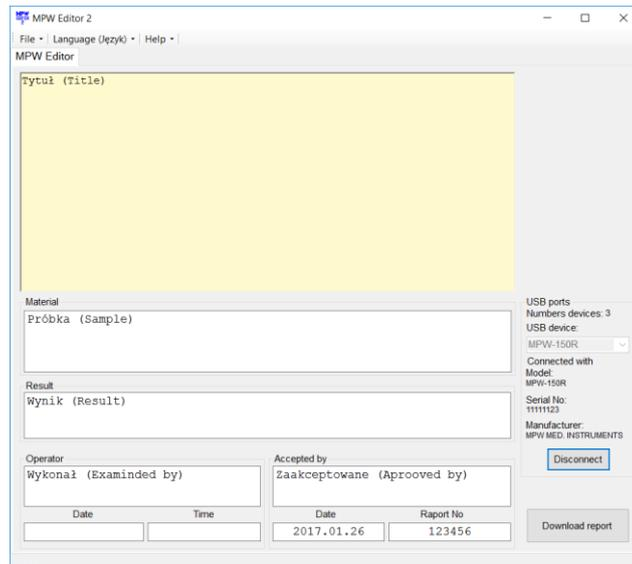 MPW Editor 2
File Language (Język) Help
MPW Editor
Tytuł (Title)
Material
Próbka (Sample)
Result
Wynik (Result)
Operator
Wykonał (Examinded by)
Date Time
Accepted by
Zaakceptowane (Aprooved by)
Date Raport No
2017.01.26 123456
USB ports
Numbers devices: 3
USB device:
MPW-150R
Connected with
Model:
MPW-150R
Serial No:
11111123
Manufacturer:
MPW MED. INSTRUMENTS
Disconnect
Download report